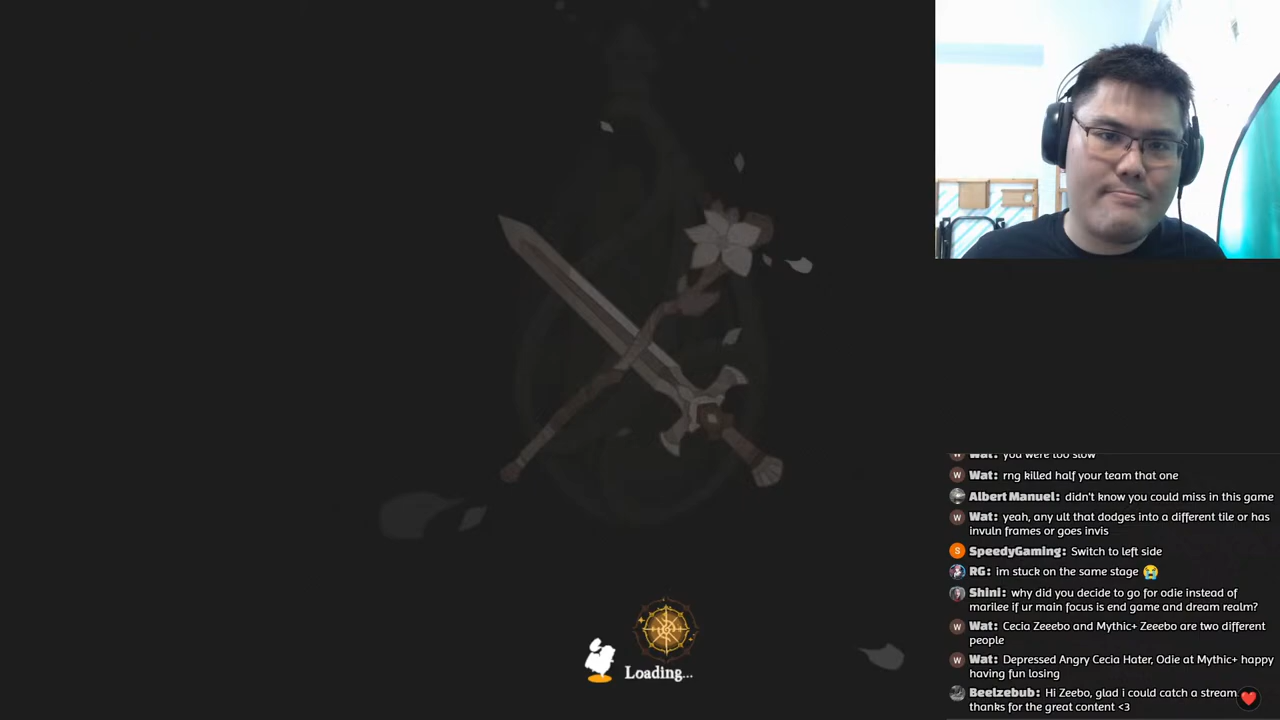 Wat: you were too slow
W Wat: rng killed half your team that one
Albert Manuel: didn't know you could miss in this game
W Wat: yeah, any ult that dodges into a different tile or has
invuln frames or goes invis
S SpeedyGaming: Switch to left side
RG: im stuck on the same stage 😭
Shini: why did you decide to go for odie instead of
marilee if ur main focus is end game and dream realm?
W Wat: Cecia Zeeebo and Mythic+ Zeeebo are two different
people
W Wat: Depressed Angry Cecia Hater, Odie at Mythic+ happy
having fun losing
Beelzebub: Hi Zeebo, glad i could catch a stream
thanks for the great content <3
Loading...